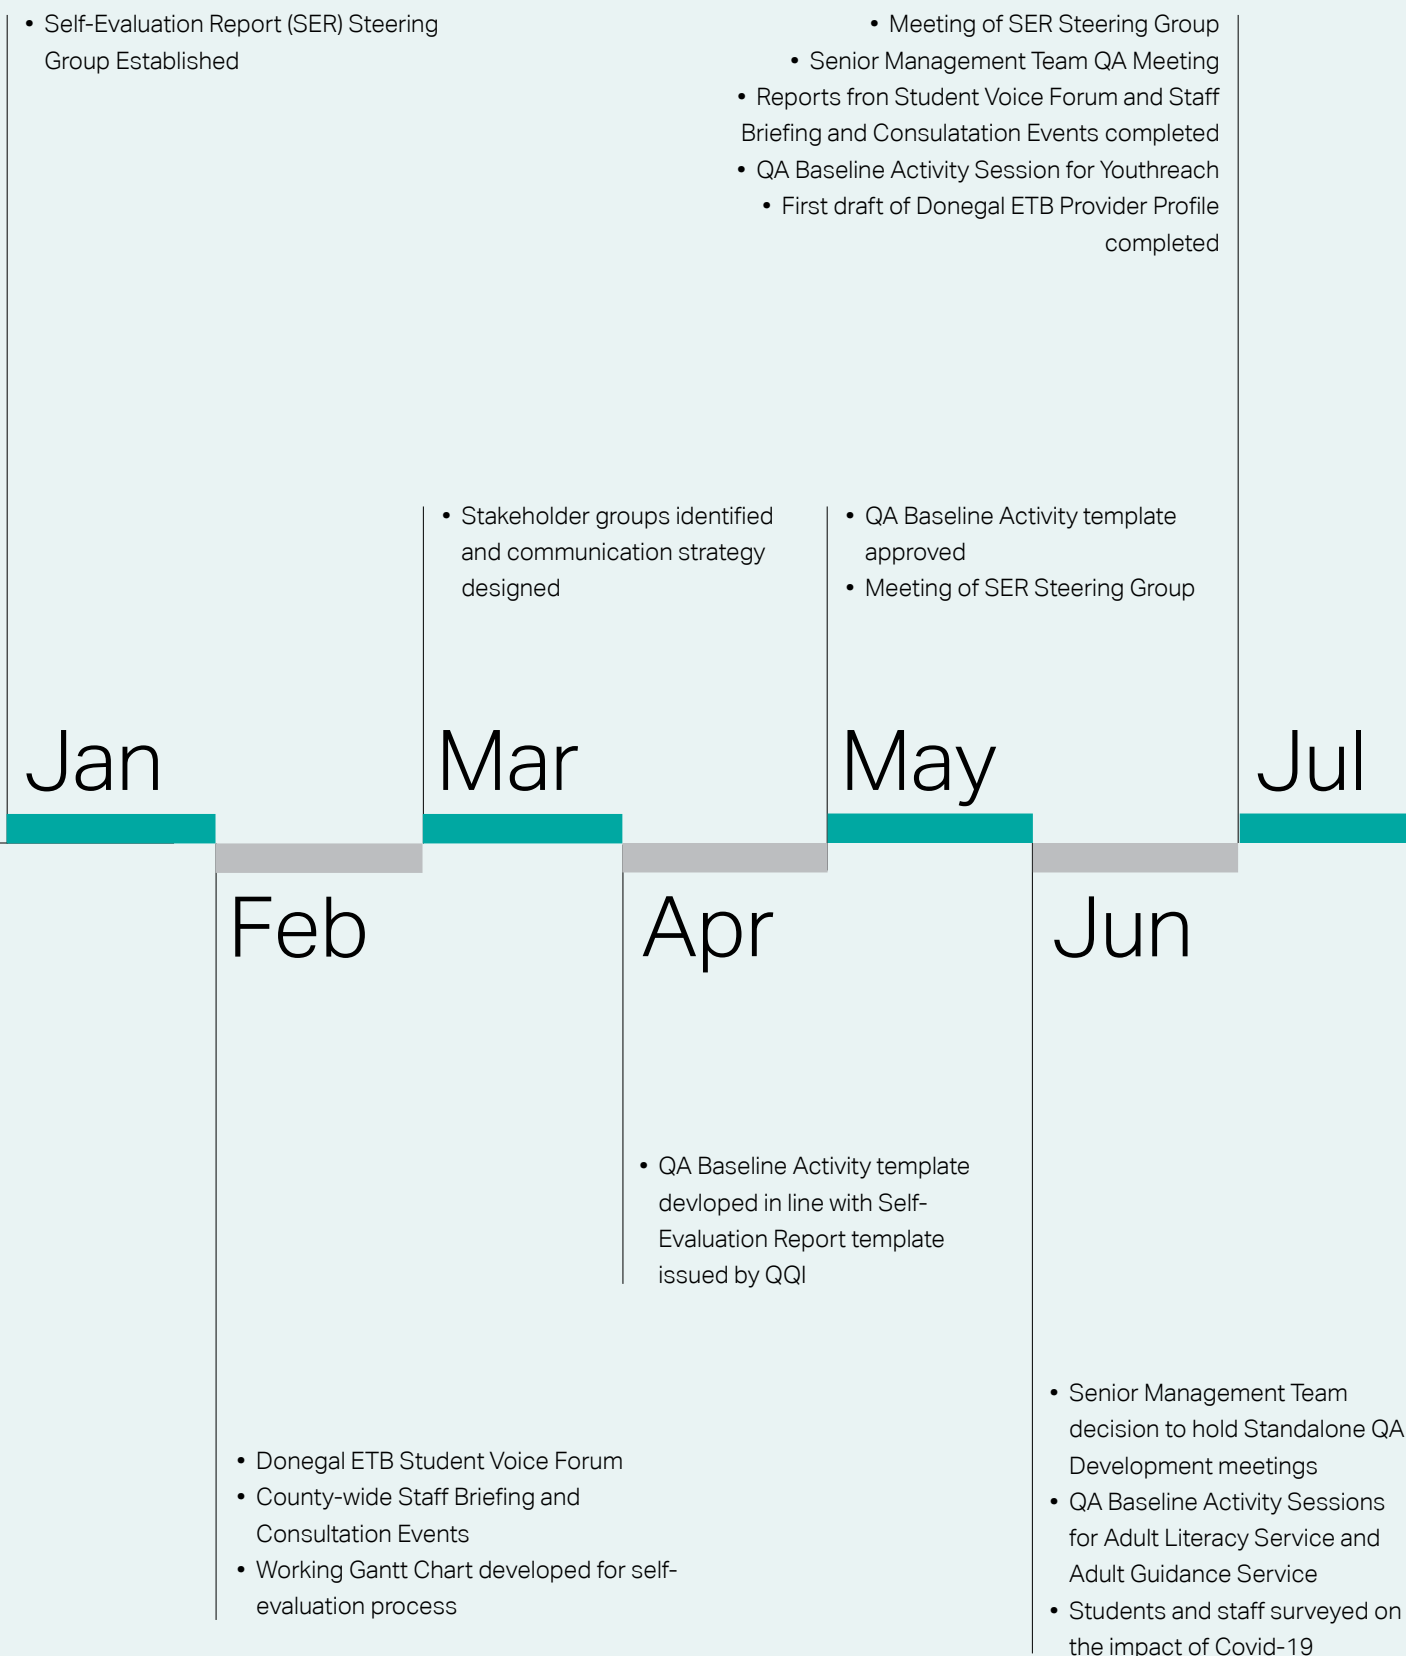 • Self-Evaluation Report (SER) Steering
Group Established
• Meeting of SER Steering Group
• Senior Management Team QA Meeting
• Reports fron Student Voice Forum and Staff
Briefing and Consulatation Events completed
• QA Baseline Activity Session for Youthreach
• First draft of Donegal ETB Provider Profile
completed
• Stakeholder groups identified
and communication strategy
designed
• QA Baseline Activity template
approved
• Meeting of SER Steering Group
Jan
Mar
May
Jul
Feb
Apr
Jun
• QA Baseline Activity template
devloped in line with Self-
Evaluation Report template
issued by QQI
• Donegal ETB Student Voice Forum
• County-wide Staff Briefing and
Consultation Events
• Working Gantt Chart developed for self-
evaluation process
• Senior Management Team
decision to hold Standalone QA
Development meetings
• QA Baseline Activity Sessions
for Adult Literacy Service and
Adult Guidance Service
• Students and staff surveyed on
the impact of Covid-19